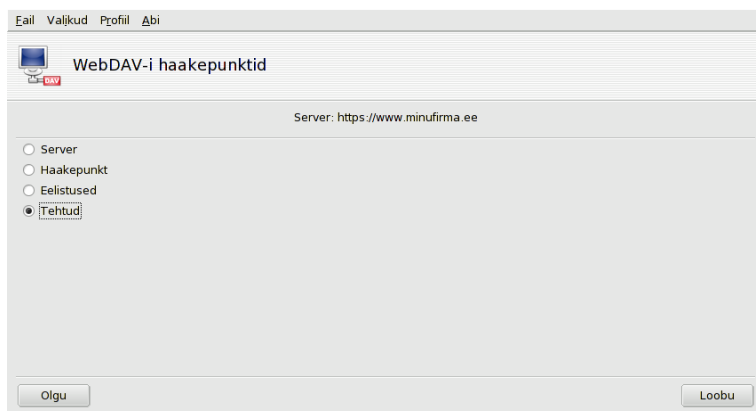 Fail Valikud Profiil Abi
WebDAV-i haakepunktid
DAV
Server: https://www.minufirma.ee
Server
Haakepunkt
Eelistused
Tehtud
Olgu Loobu